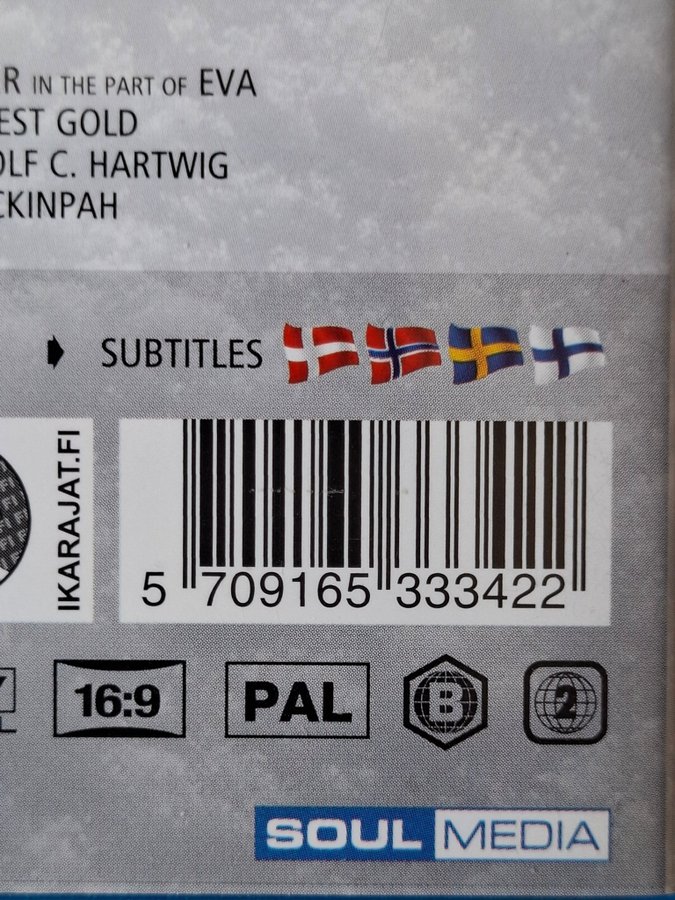 R IN THE PART OF EVA
EST GOLD
OLF C. HARTWIG
CKINPAH
SUBTITLES
IKARAJAT.FI
5 709165 333422
16:9
PAL
B
2
SOUL MEDIA